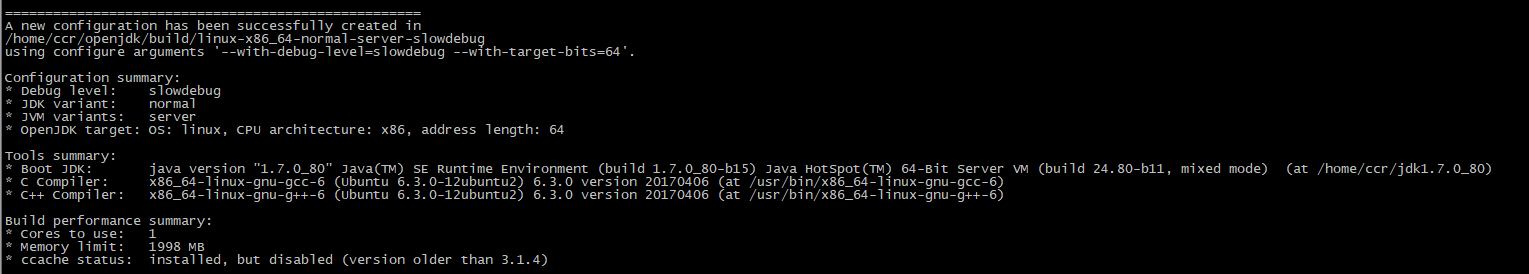 ====================================================
A new configuration has been successfully created in
/home/ccr/openjdk/build/linux-x86_64-normal-server-slowdebug
using configure arguments '--with-debug-level=slowdebug --with-target-bits=64'.
Configuration summary:
* Debug level:    slowdebug
* JDK variant:    normal
* JVM variants:   server
* OpenJDK target: OS: linux, CPU architecture: x86, address length: 64
Tools summary:
* Boot JDK:       java version "1.7.0_80" Java(TM) SE Runtime Environment (build 1.7.0_80-b15) Java HotSpot(TM) 64-Bit Server VM (build 24.80-b11, mixed mode)  (at /home/ccr/jdk1.7.0_80)
* C Compiler:     x86_64-linux-gnu-gcc-6 (Ubuntu 6.3.0-12ubuntu2) 6.3.0 version 20170406 (at /usr/bin/x86_64-linux-gnu-gcc-6)
* C++ Compiler:   x86_64-linux-gnu-g++-6 (Ubuntu 6.3.0-12ubuntu2) 6.3.0 version 20170406 (at /usr/bin/x86_64-linux-gnu-g++-6)
Build performance summary:
* Cores to use:   1
* Memory limit:   1998 MB
* ccache status:  installed, but disabled (version older than 3.1.4)